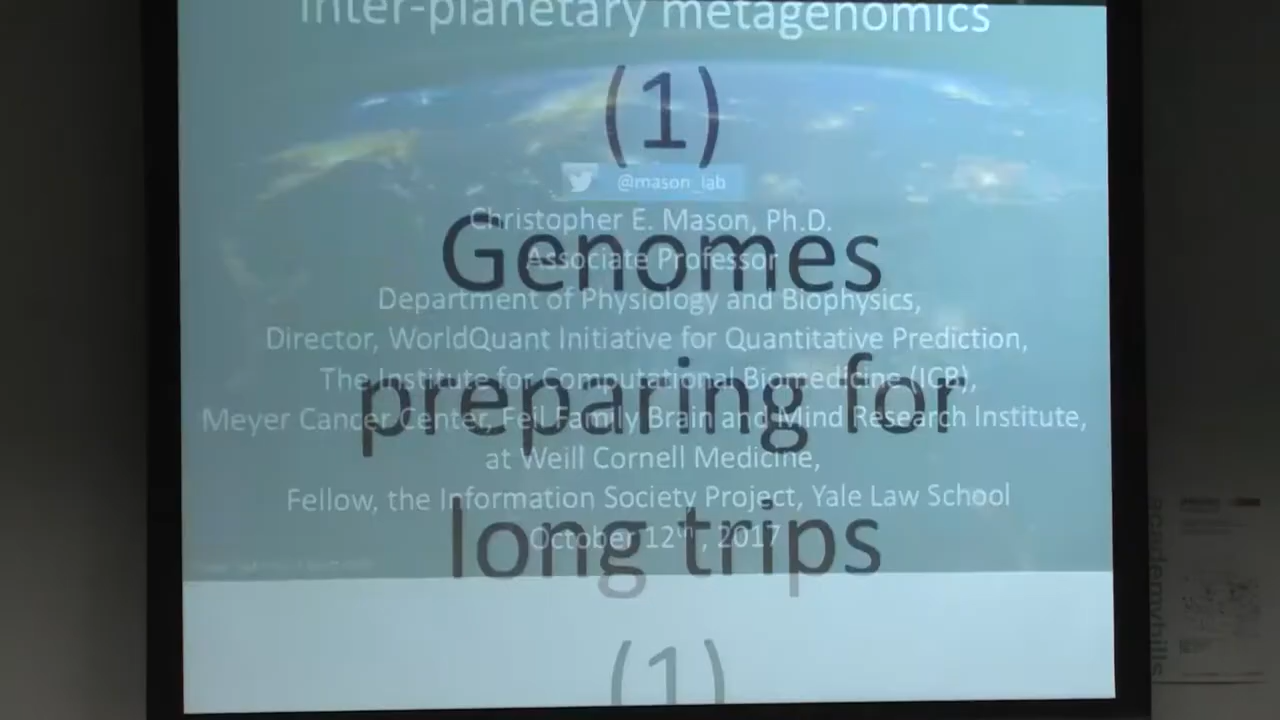 Inter-planetary metagenomics
(1)
@mason_lab
Christopher E. Mason, Ph.D.
Genomes
Associate Professor
Department of Physiology and Biophysics,
Director, WorldQuant Initiative for Quantitative Prediction,
The Institute for Computational Biomedicine (ICB),
preparing for
Meyer Cancer Center, Feil Family Brain and Mind Research Institute,
at Weill Cornell Medicine,
Fellow, the Information Society Project, Yale Law School
long trips
October 12th, 2017
(1)
academyhills